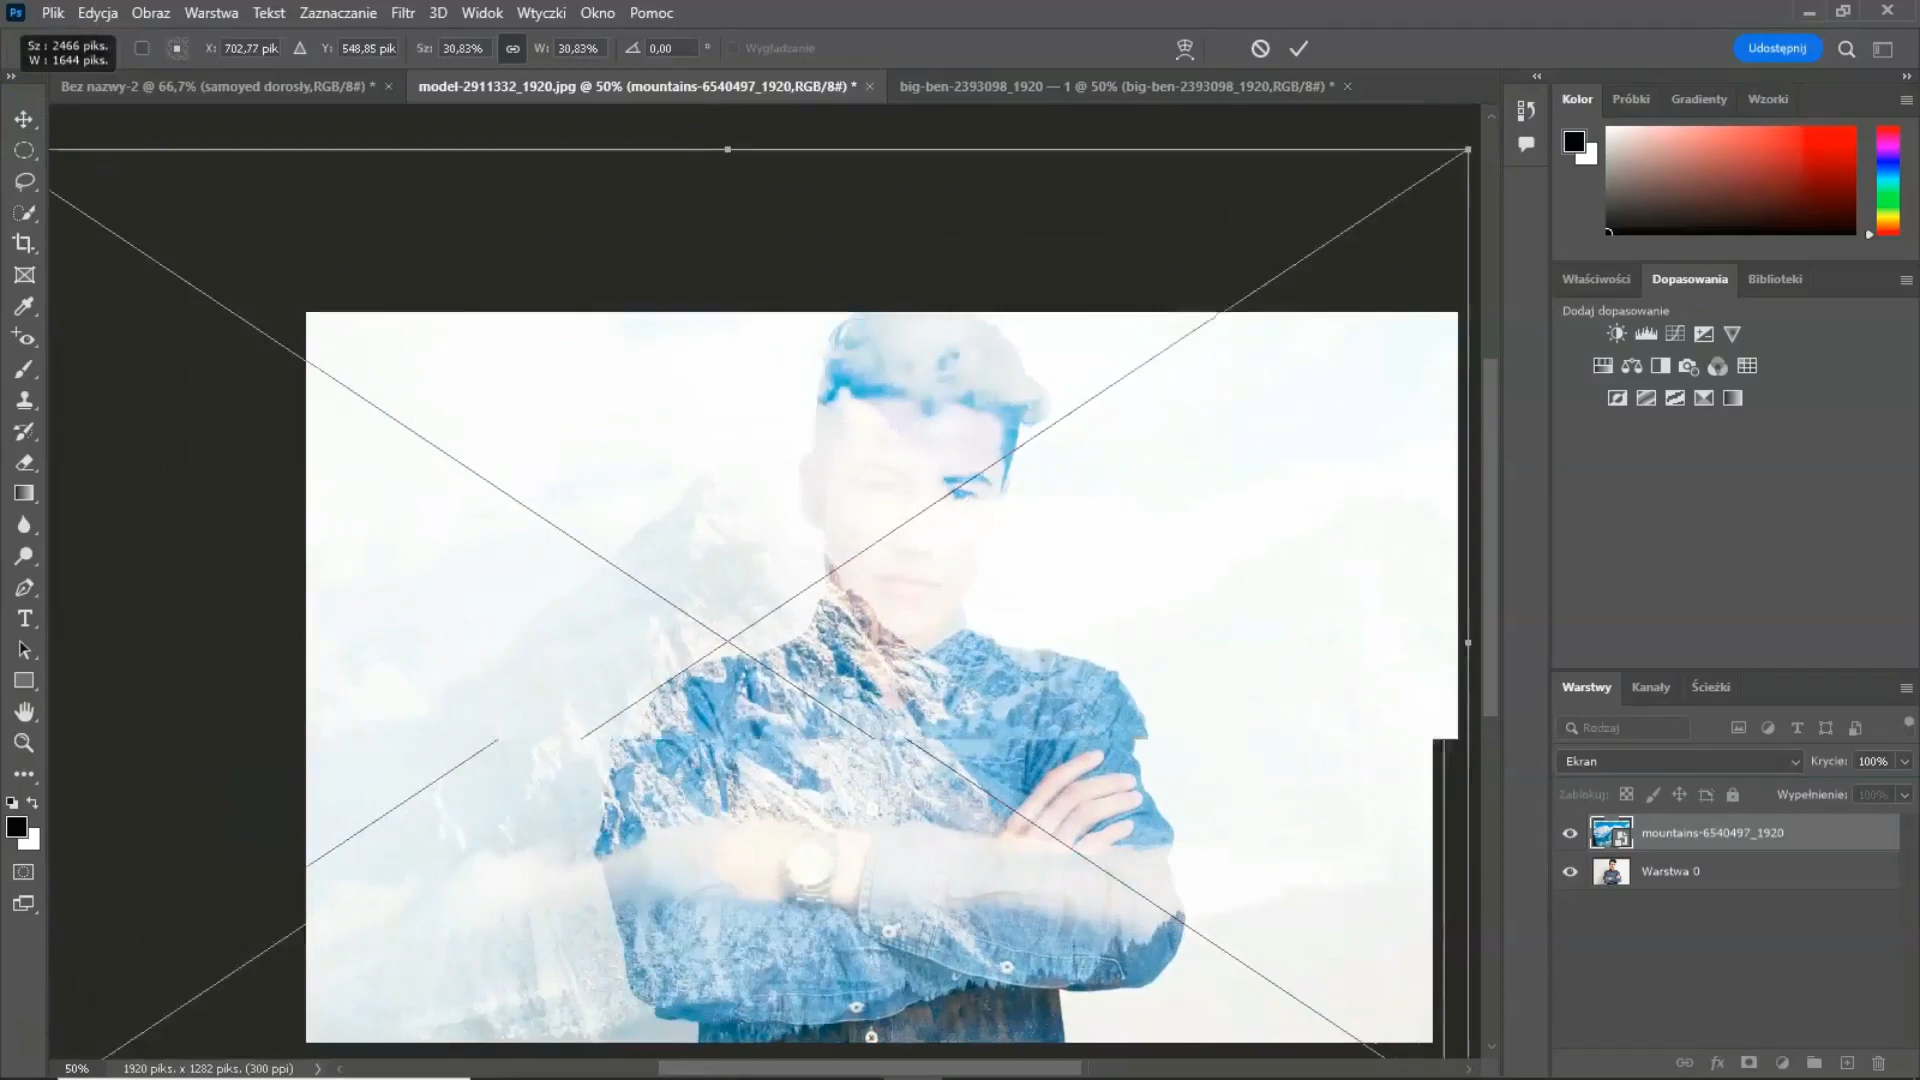 Ps Plik Edycja Obraz Warstwa Tekst Zaznaczanie Filtr 3D Widok Wtyczki Okno Pomoc
Sz : 2466 piks.
W : 1644 piks.
X: 702,77 pik Y: 548,85 pik Sz: 30,83% W: 30,83% 0,00 ° Wygładzanie Udostępnij
Bez nazwy-2 @ 66,7% (samoyed dorosły,RGB/8#) * model-2911332_1920.jpg @ 50% (mountains-6540497_1920,RGB/8#) * big-ben-2393098_1920 — 1 @ 50% (big-ben-2393098_1920,RGB/8#) *
Kolor Próbki Gradienty Wzorki
Właściwości Dopasowania Biblioteki
Dodaj dopasowanie
Warstwy Kanały Ścieżki
Rodzaj
Ekran Krycie: 100%
Zablokuj: Wypełnienie: 100%
mountains-6540497_1920
Warstwa 0
50% 1920 piks. x 1282 piks. (300 ppi)